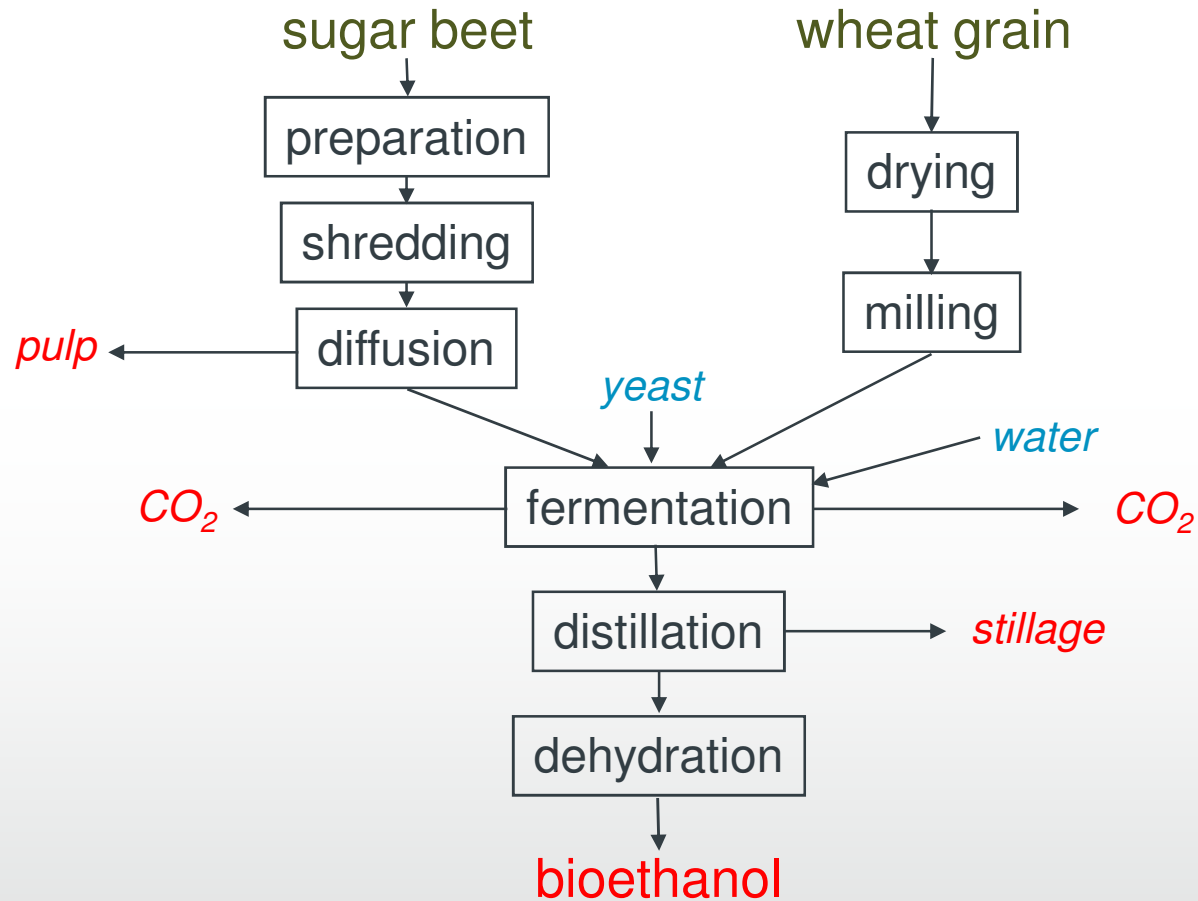 sugar beet
wheat grain
preparation
drying
shredding
milling
diffusion
pulp
yeast
water
fermentation
CO₂
CO₂
distillation
stillage
dehydration
bioethanol